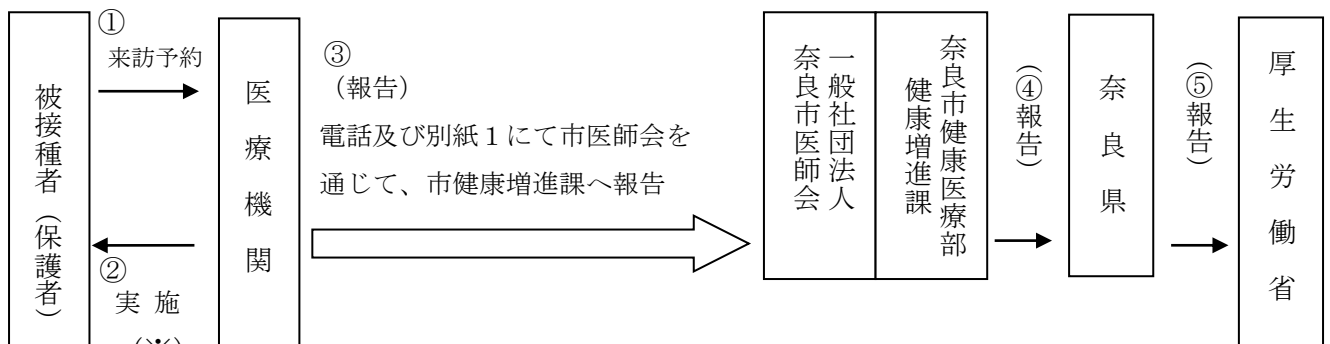 ①
来訪予約
被接種者（保護者）
②
実 施
（※）
医療機関
③
（報告）
電話及び別紙１にて市医師会を
通じて、市健康増進課へ報告
一般社団法人
奈良市医師会
奈良市健康医療部
健康増進課
（④報告）
奈良県
（⑤報告）
厚生労働省